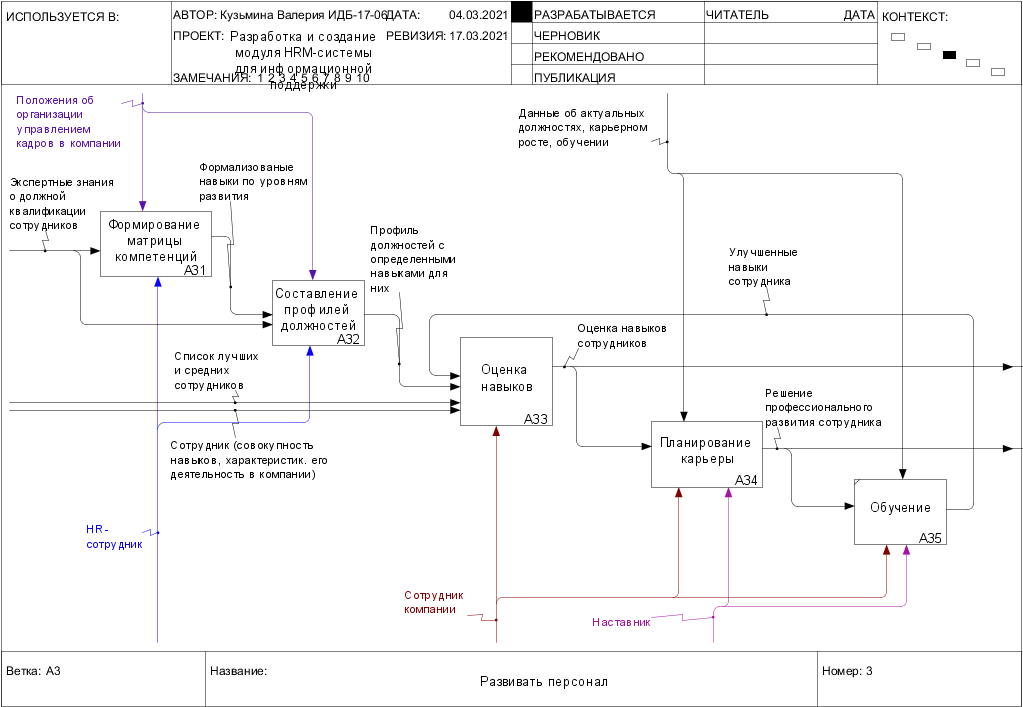 ИСПОЛЬЗУЕТСЯ В:
АВТОР: Кузьмина Валерия ИДБ-17-06
ДАТА: 04.03.2021
РАЗРАБАТЫВАЕТСЯ
ЧИТАТЕЛЬ
ДАТА
КОНТЕКСТ:
ПРОЕКТ: Разработка и создание
модуля HRM-системы
для информационной
поддержки
РЕВИЗИЯ: 17.03.2021
ЧЕРНОВИК
РЕКОМЕНДОВАНО
ЗАМЕЧАНИЯ: 1 2 3 4 5 6 7 8 9 10
ПУБЛИКАЦИЯ
Положения об
организации
управлением
кадров в компании
Данные об актуальных
должностях, карьерном
росте, обучении
Экспертные знания
о должной
квалификации
сотрудников
Формализованые
навыки по уровням
развития
Формирование
матрицы
компетенций
А31
Профиль
должностей с
определенными
навыками для
них
Улучшенные
навыки
сотрудника
Составление
профилей
должностей
А32
Оценка навыков
сотрудников
Список лучших
и средних
сотрудников
Оценка
навыков
А33
Решение
профессионального
развития сотрудника
Сотрудник (совокупность
навыков, характеристик. его
деятельность в компании)
Планирование
карьеры
А34
Обучение
А35
HR-
сотрудник
Сотрудник
компании
Наставник
Ветка: А3
Название:
Развивать персонал
Номер: 3